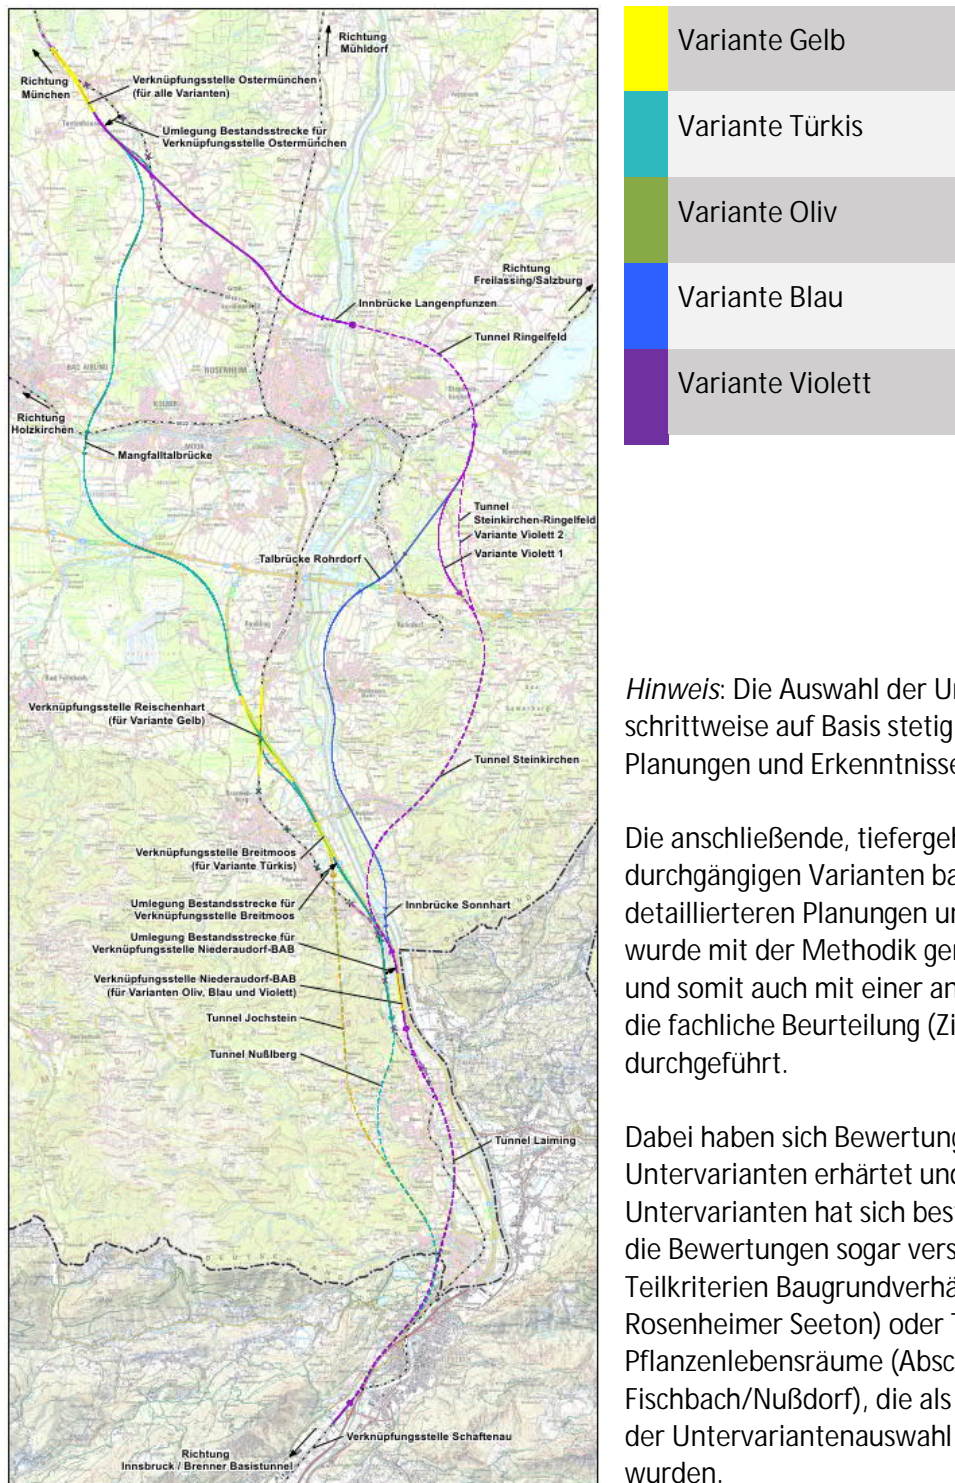 Richtung
Mühldorf
Richtung
München
Verknüpfungsstelle Ostermünchen
(für alle Varianten)
Umlegung Bestandsstrecke für
Verknüpfungsstelle Ostermünchen
Richtung
Freilassing/Salzburg
Innbrücke Langenpfunzen
Tunnel Ringelfeld
BAD AIBLING
ROSENHEIM
KOLBERMOOR
Richtung
Holzkirchen
Mangfalltalbrücke
Tunnel
Steinkirchen-Ringelfeld
Variante Violett 2
Variante Violett 1
Talbrücke Rohrdorf
Verknüpfungsstelle Reischenhart
(für Variante Gelb)
Tunnel Steinkirchen
Verknüpfungsstelle Breitmoos
(für Variante Türkis)
Umlegung Bestandsstrecke für
Verknüpfungsstelle Breitmoos
Innbrücke Sonnhart
Umlegung Bestandsstrecke für
Verknüpfungsstelle Niederaudorf-BAB
Verknüpfungsstelle Niederaudorf-BAB
(für Varianten Oliv, Blau und Violett)
Tunnel Jochstein
Tunnel Nußlberg
Tunnel Laiming
Verknüpfungsstelle Schaftenau
Richtung
Innsbruck / Brenner Basistunnel
Variante Gelb
Variante Türkis
Variante Oliv
Variante Blau
Variante Violett
Hinweis: Die Auswahl der Un
schrittweise auf Basis stetig
Planungen und Erkenntnisse
Die anschließende, tiefergeh
durchgängigen Varianten ba
detaillierteren Planungen un
wurde mit der Methodik gen
und somit auch mit einer an
die fachliche Beurteilung (Zi
durchgeführt.
Dabei haben sich Bewertung
Untervarianten erhärtet und
Untervarianten hat sich best
die Bewertungen sogar vers
Teilkriterien Baugrundverhä
Rosenheimer Seeton) oder T
Pflanzenlebensräume (Absc
Fischbach/Nußdorf), die als
der Untervariantenauswahl
wurden.